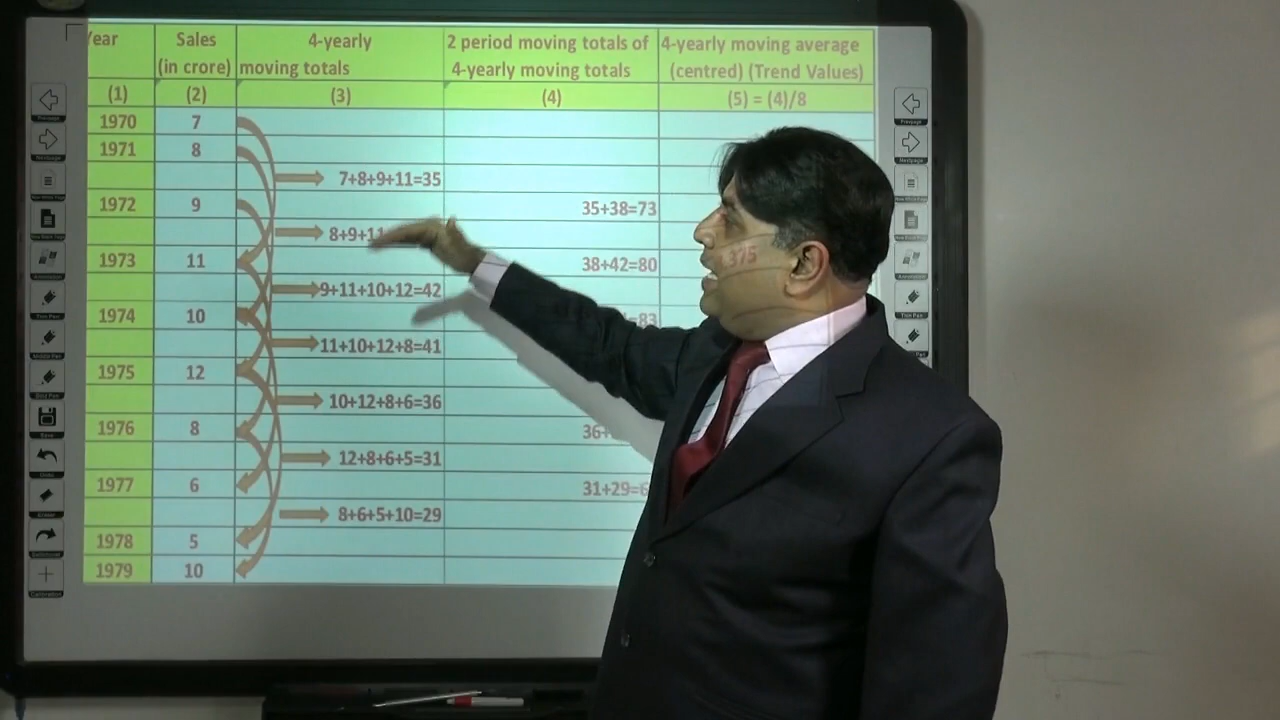 Year Sales (in crore) 4-yearly moving totals 2 period moving totals of 4-yearly moving totals 4-yearly moving average (centred) (Trend Values)
(1) (2) (3) (4) (5) = (4)/8
1970 7
1971 8
7+8+9+11=35
1972 9 35+38=73
8+9+11
1973 11 38+42=80
9+11+10+12=42
1974 10 =83
11+10+12+8=41
1975 12
10+12+8+6=36
1976 8 36+
12+8+6+5=31
1977 6 31+29=6
8+6+5+10=29
1978 5
1979 10